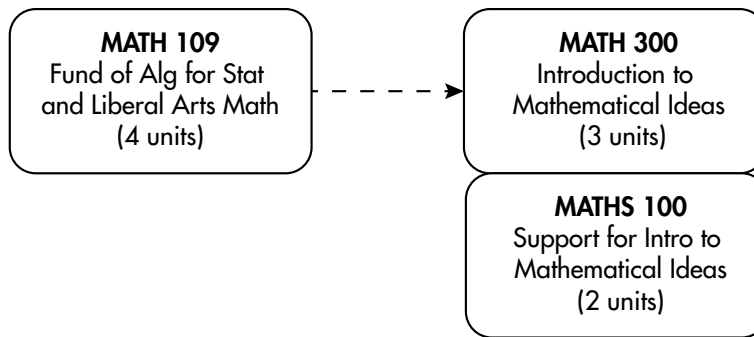 MATH 109
Fund of Alg for Stat
and Liberal Arts Math
(4 units)
MATH 300
Introduction to
Mathematical Ideas
(3 units)
MATHS 100
Support for Intro to
Mathematical Ideas
(2 units)